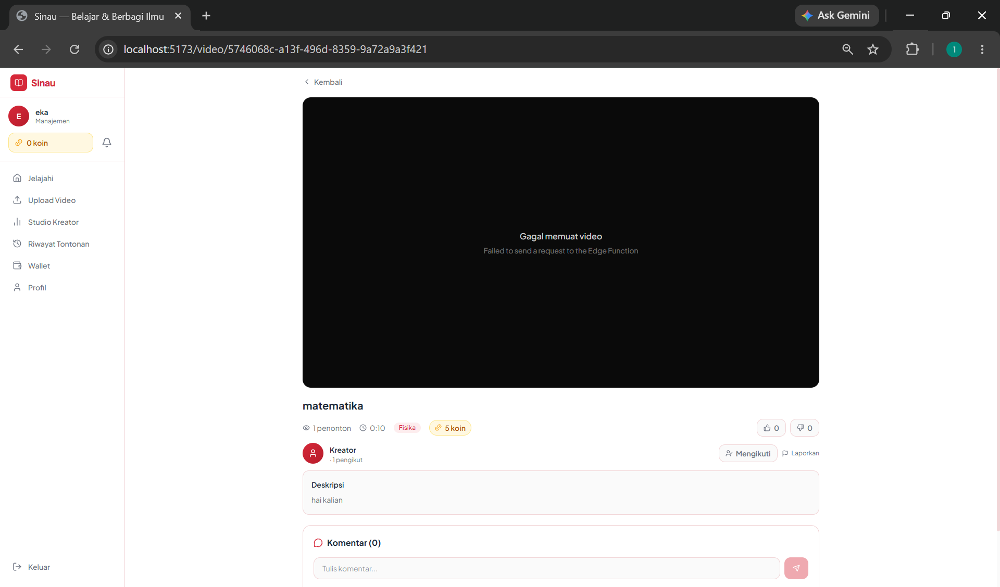 Sinau — Belajar & Berbagi Ilmu
Ask Gemini
localhost:5173/video/5746068c-a13f-496d-8359-9a72a9a3f421
1
Sinau
E
eka
Manajemen
0 koin
Jelajahi
Upload Video
Studio Kreator
Riwayat Tontonan
Wallet
Profil
Keluar
Kembali
Gagal memuat video
Failed to send a request to the Edge Function
matematika
1 penonton
0:10
Fisika
5 koin
0
0
Kreator
· 1 pengikut
Mengikuti
Laporkan
Deskripsi
hai kalian
Komentar (0)
Tulis komentar...